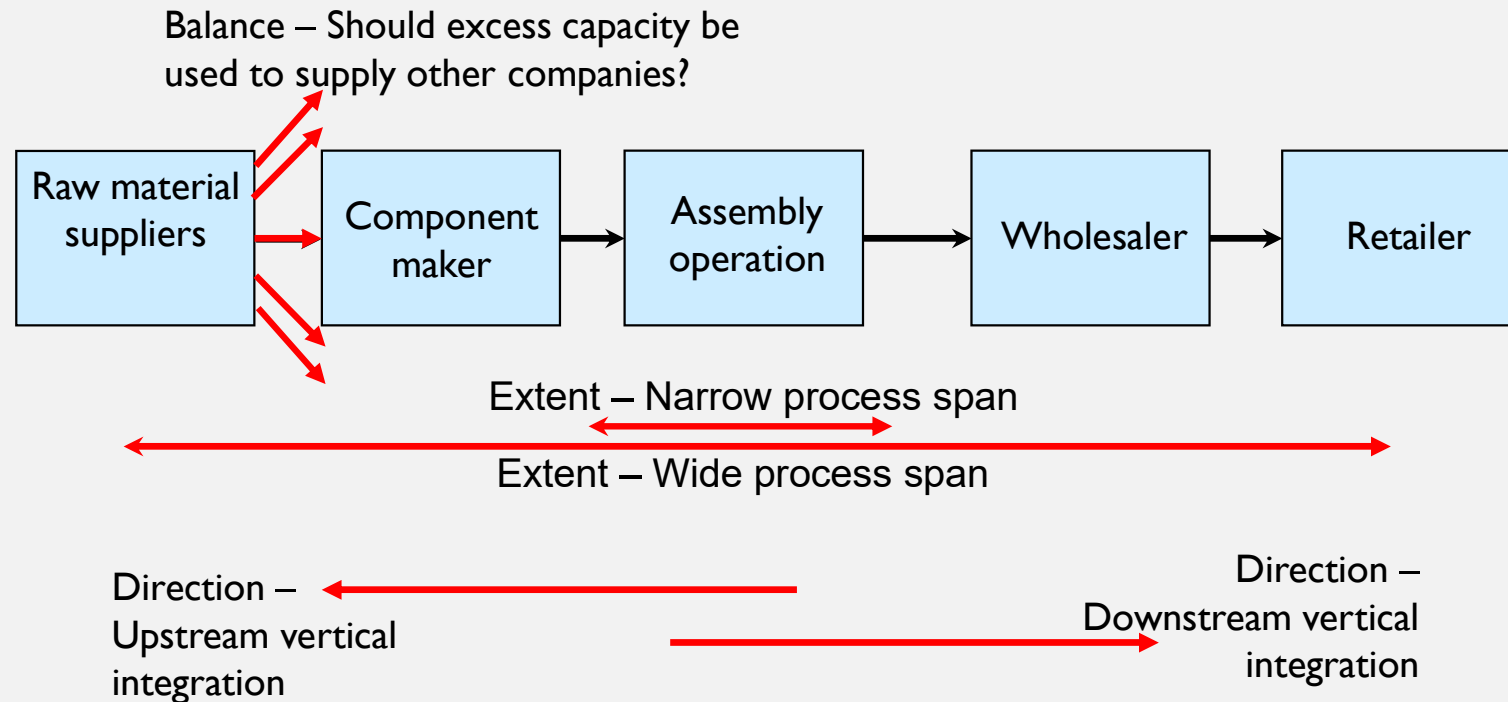 Balance – Should excess capacity be
used to supply other companies?
Raw material
suppliers
Component
maker
Assembly
operation
Wholesaler
Retailer
Extent – Narrow process span
Extent – Wide process span
Direction –
Upstream vertical
integration
Direction –
Downstream vertical
integration